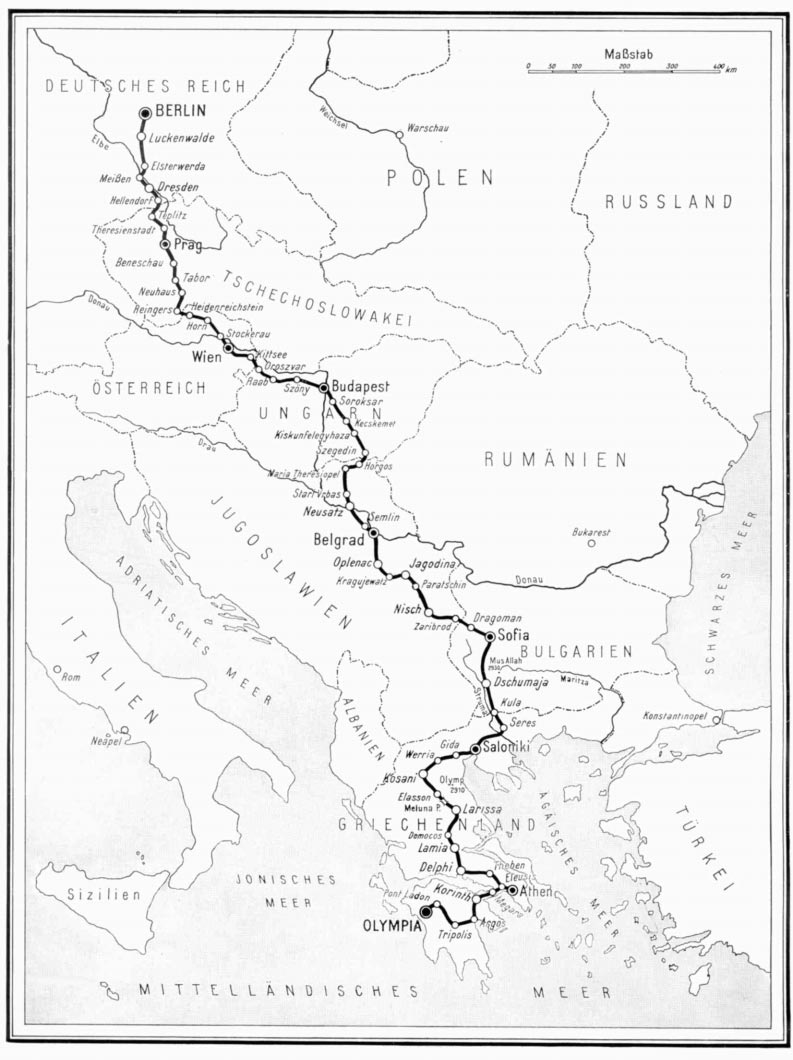 Maßstab
0 50 100 200 300 400 km
DEUTSCHES REICH
BERLIN
Luckenwalde
Elbe
Elsterwerda
Meißen
Dresden
Hellendorf
Teplitz
Theresienstadt
Prag
Beneschau
Tabor
Neuhaus
Reingers
Heidenreichstein
Horn
Stockerau
Donau
Wien
Kittsee
Oroszvar
Raab
Szőny
Budapest
Weichsel
Warschau
POLEN
RUSSLAND
TSCHECHOSLOWAKEI
ÖSTERREICH
UNGARN
Soroksar
Kecskemet
Kiskunfelegyhaza
Szegedin
Horgos
Maria Theresiopel
Drau
Stari Vrbas
Neusatz
Semlin
Belgrad
RUMÄNIEN
Bukarest
Donau
JUGOSLAWIEN
Oplenac
Jagodina
Kragujewatz
Paratschin
Nisch
Zaribrod
Dragoman
Sofia
BULGARIEN
Mus Allah
2930
Maritza
Dschumaja
Struma
Kula
Seres
SCHWARZES MEER
Konstantinopel
ADRIATISCHES MEER
ITALIEN
Rom
Neapel
ALBANIEN
Saloniki
Gida
Werria
Kosani
Olymp
2910
Elasson
Meluna P.
Larissa
GRIECHENLAND
Domocos
Lamia
Delphi
Theben
Eleus
Athen
Megara
Korinth
Pont Ladon
OLYMPIA
Tripolis
Argos
ÄGÄISCHES MEER
TÜRKEI
Sizilien
JONISCHES
MEER
MITTELLÄNDISCHES MEER